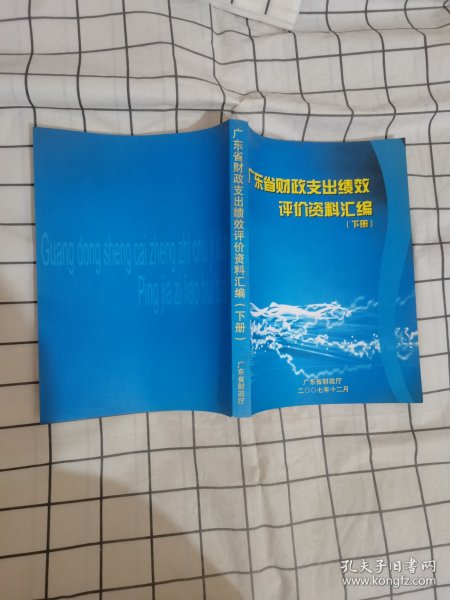 Guang dong sheng cai zheng zhi chu
Ping jia zi liao hui
广东省财政支出绩效评价资料汇编(下册)
广东省财政厅
广东省财政支出绩效
评价资料汇编
(下册)
广东省财政厅
二〇〇七年十二月
孔夫子旧书网
www.kongfz.com